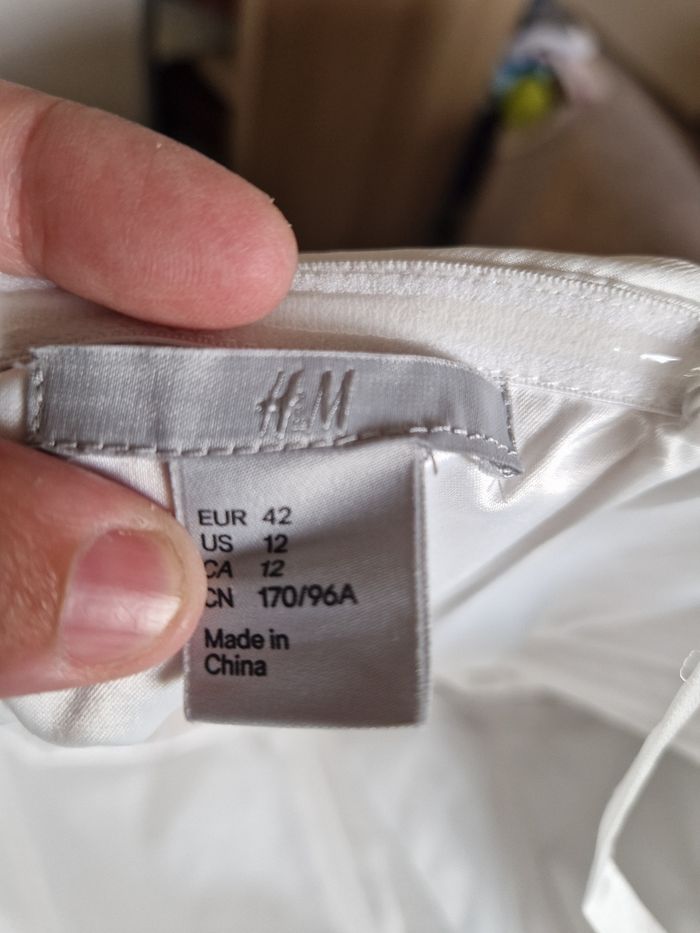 H&M
EUR 42
US 12
CA 12
CN 170/96A
Made in
China